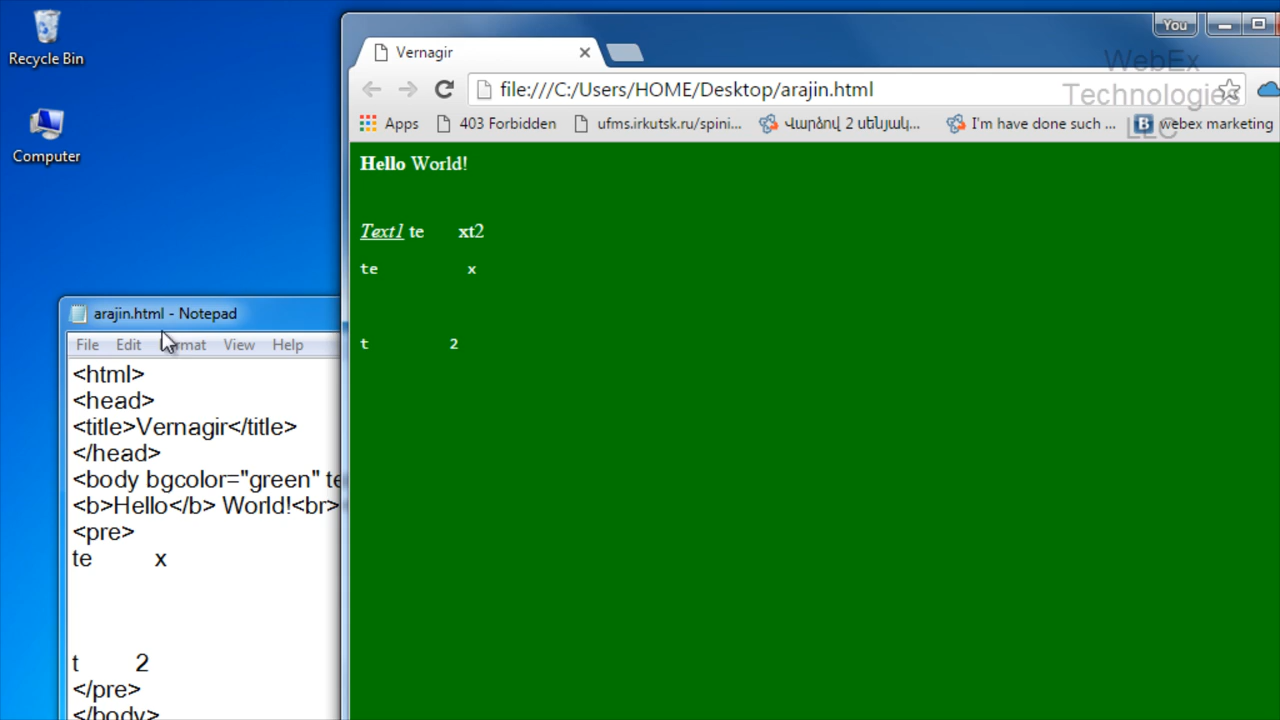 Recycle Bin
Computer
You
Vernagir
file:///C:/Users/HOME/Desktop/arajin.html
WebEx
Technologies
LLC
Apps
403 Forbidden
ufms.irkutsk.ru/spini...
Վարձով 2 սենյակ...
I'm have done such ...
webex marketing
Hello World!
Text1 te xt2
te x
t 2
arajin.html - Notepad
File Edit Format View Help
<html>
<head>
<title>Vernagir</title>
</head>
<body bgcolor="green" te
<b>Hello</b> World!<br>
<pre>
te x
t 2
</pre>
</body>